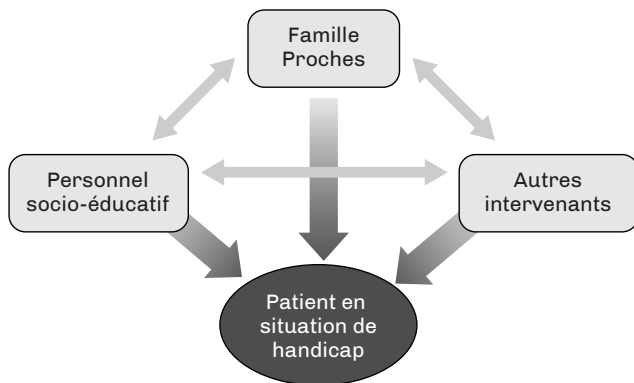 Famille
Proches
Personnel
socio-éducatif
Autres
intervenants
Patient en
situation de
handicap